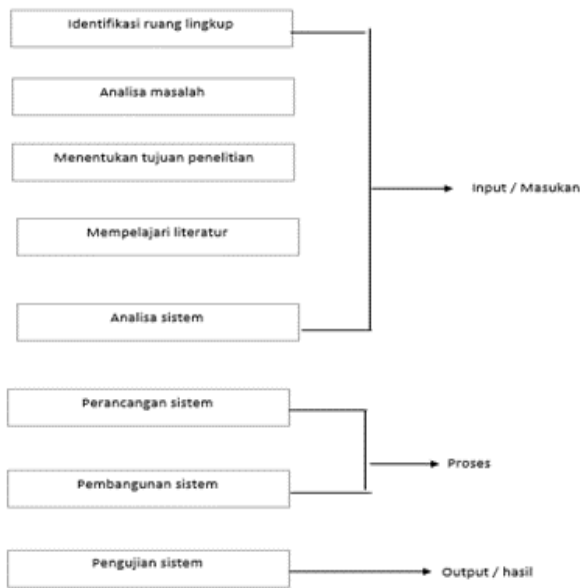 Identifikasi ruang lingkup
Analisa masalah
Menentukan tujuan penelitian
Input / Masukan
Mempelajari literatur
Analisa sistem
Perancangan sistem
Proses
Pembangunan sistem
Pengujian sistem
Output / hasil